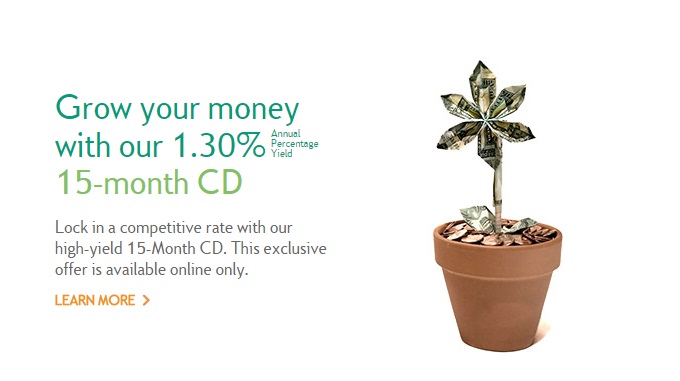 Grow your money
with our 1.30% Annual Percentage Yield
15-month CD
Lock in a competitive rate with our
high-yield 15-Month CD. This exclusive
offer is available online only.
LEARN MORE >